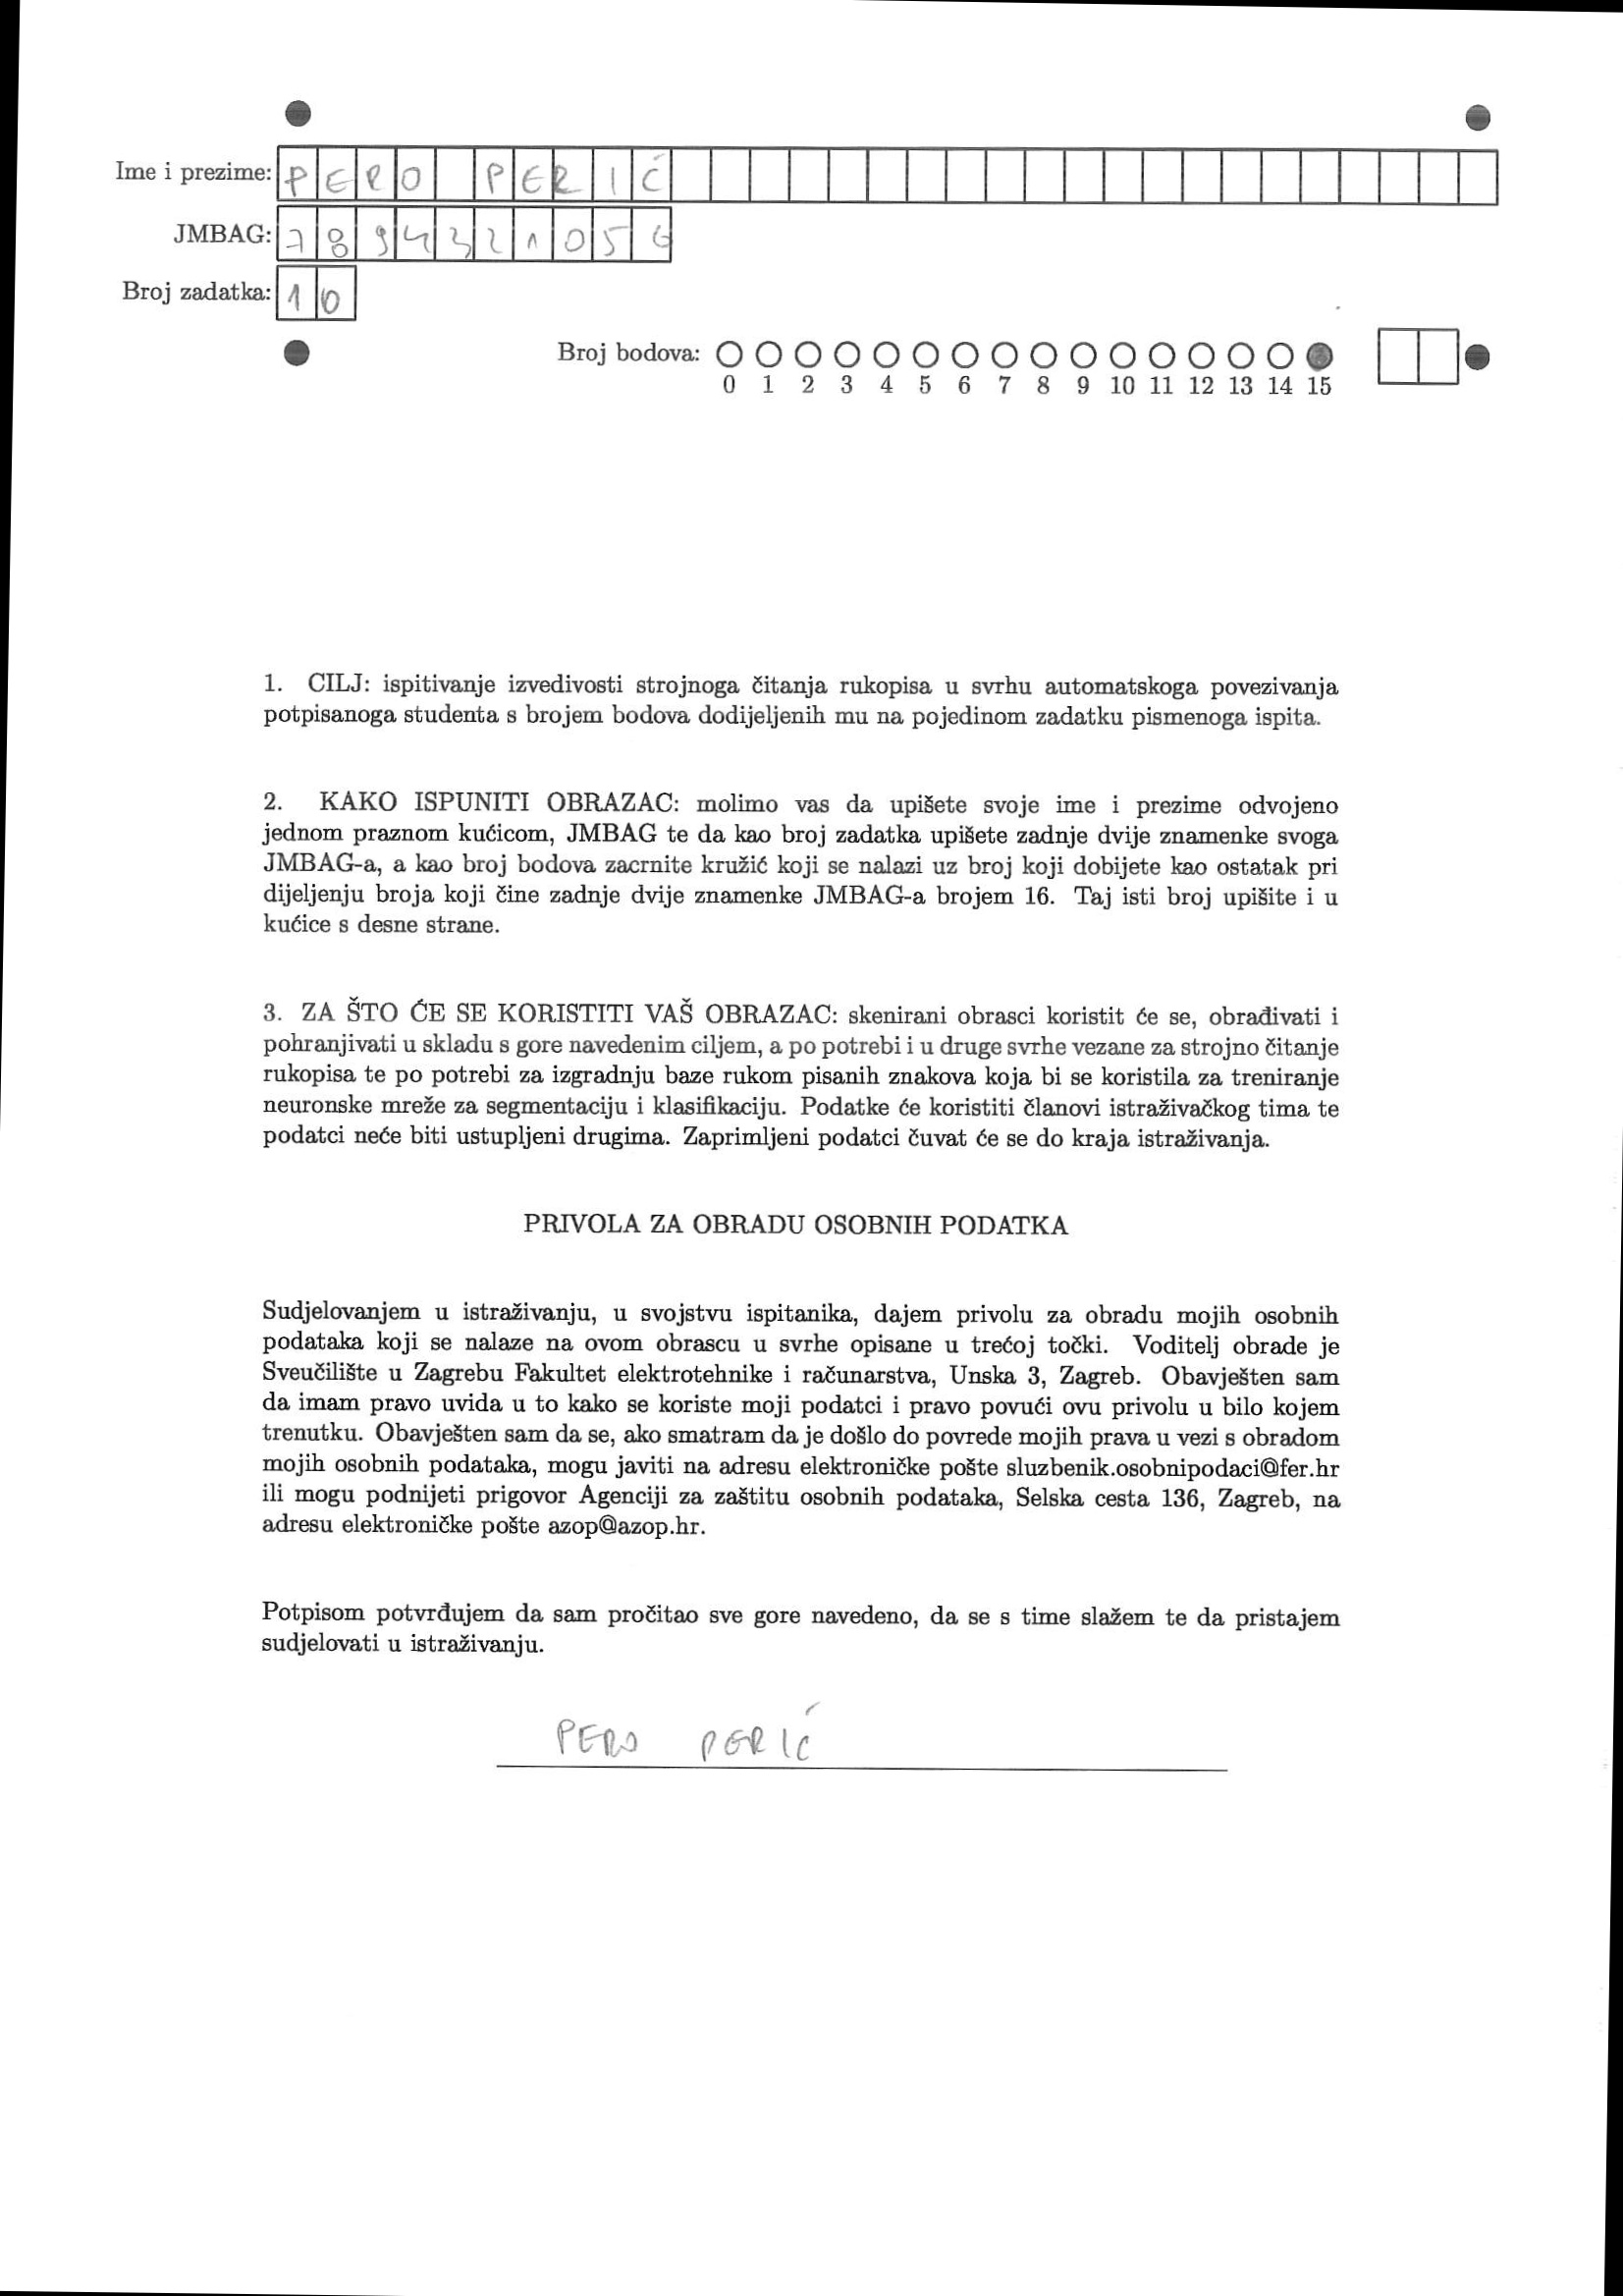 Ime i prezime: PERO PERIĆ
JMBAG: 7894321056
Broj zadatka: 10
Broj bodova:
0 1 2 3 4 5 6 7 8 9 10 11 12 13 14 15
1. CILJ: ispitivanje izvedivosti strojnoga čitanja rukopisa u svrhu automatskoga povezivanja
potpisanoga studenta s brojem bodova dodijeljenih mu na pojedinom zadatku pismenoga ispita.
2. KAKO ISPUNITI OBRAZAC: molimo vas da upišete svoje ime i prezime odvojeno
jednom praznom kućicom, JMBAG te da kao broj zadatka upišete zadnje dvije znamenke svoga
JMBAG-a, a kao broj bodova zacrnite kružić koji se nalazi uz broj koji dobijete kao ostatak pri
dijeljenju broja koji čine zadnje dvije znamenke JMBAG-a brojem 16. Taj isti broj upišite i u
kućice s desne strane.
3. ZA ŠTO ĆE SE KORISTITI VAŠ OBRAZAC: skenirani obrasci koristit će se, obrađivati i
pohranjivati u skladu s gore navedenim ciljem, a po potrebi i u druge svrhe vezane za strojno čitanje
rukopisa te po potrebi za izgradnju baze rukom pisanih znakova koja bi se koristila za treniranje
neuronske mreže za segmentaciju i klasifikaciju. Podatke će koristiti članovi istraživačkog tima te
podatci neće biti ustupljeni drugima. Zaprimljeni podatci čuvat će se do kraja istraživanja.
PRIVOLA ZA OBRADU OSOBNIH PODATKA
Sudjelovanjem u istraživanju, u svojstvu ispitanika, dajem privolu za obradu mojih osobnih
podataka koji se nalaze na ovom obrascu u svrhe opisane u trećoj točki. Voditelj obrade je
Sveučilište u Zagrebu Fakultet elektrotehnike i računarstva, Unska 3, Zagreb. Obavješten sam
da imam pravo uvida u to kako se koriste moji podatci i pravo povući ovu privolu u bilo kojem
trenutku. Obavješten sam da se, ako smatram da je došlo do povrede mojih prava u vezi s obradom
mojih osobnih podataka, mogu javiti na adresu elektroničke pošte sluzbenik.osobnipodaci@fer.hr
ili mogu podnijeti prigovor Agenciji za zaštitu osobnih podataka, Selska cesta 136, Zagreb, na
adresu elektroničke pošte azop@azop.hr.
Potpisom potvrđujem da sam pročitao sve gore navedeno, da se s time slažem te da pristajem
sudjelovati u istraživanju.
PERO PERIĆ